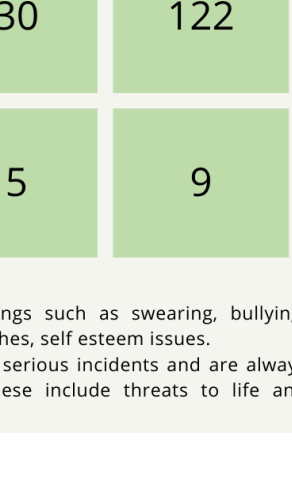 30 122
5 9
ngs such as swearing, bullying
hes, self esteem issues.
serious incidents and are alway
ese include threats to life an